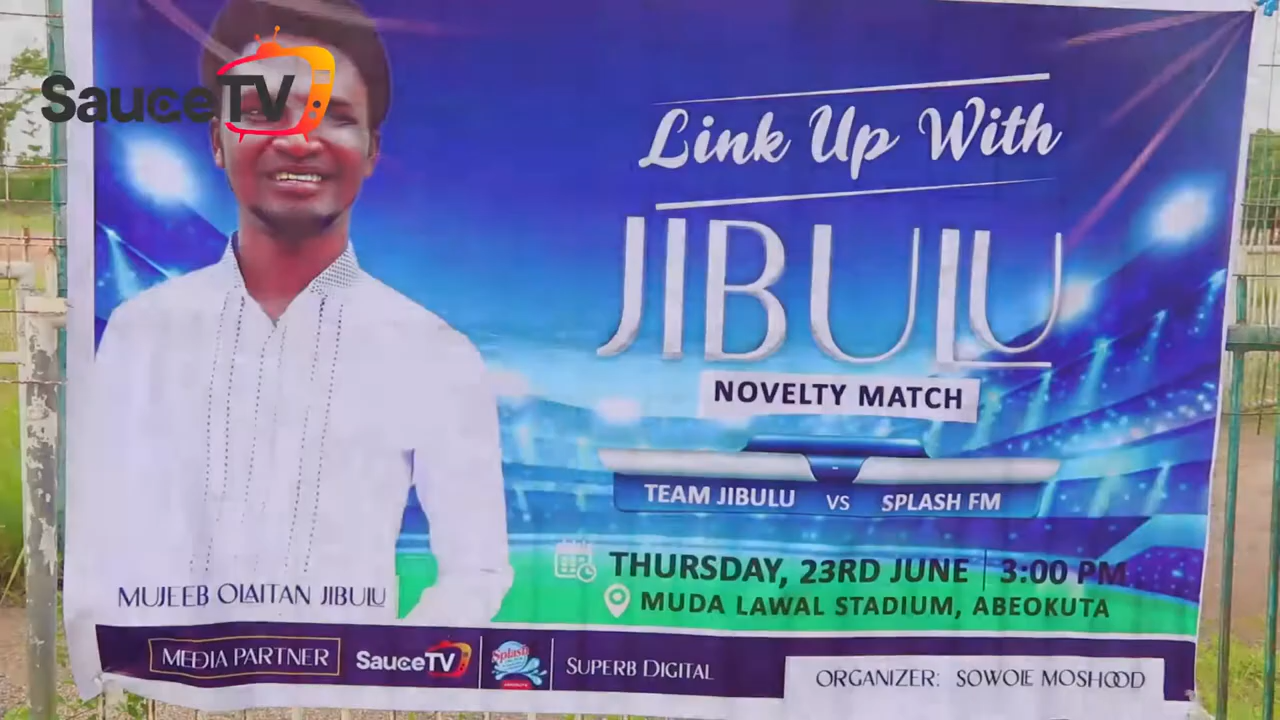 SauceTV
Link Up With
JIBULU
NOVELTY MATCH
TEAM JIBULU VS SPLASH FM
THURSDAY, 23RD JUNE | 3:00 PM
MUDA LAWAL STADIUM, ABEOKUTA
MUJEEB OLAITAN JIBULU
MEDIA PARTNER SauceTV Splash SUPERB DIGITAL
ORGANIZER: SOWOLE MOSHOOD